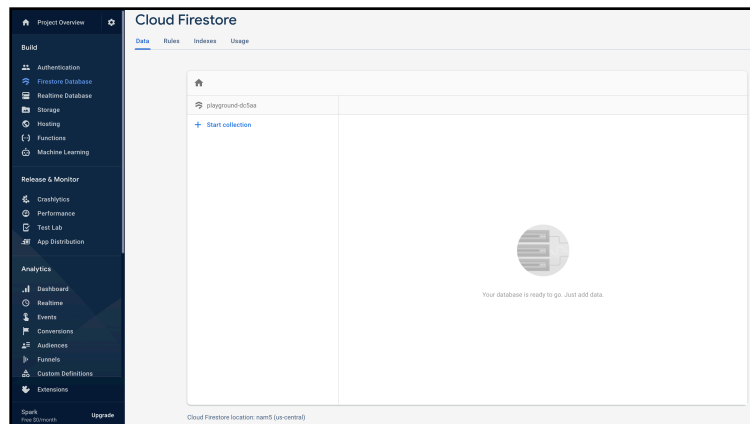 Project Overview
Build
Authentication
Firestore Database
Realtime Database
Storage
Hosting
Functions
Machine Learning
Release & Monitor
Crashlytics
Performance
Test Lab
App Distribution
Analytics
Dashboard
Realtime
Events
Conversions
Audiences
Funnels
Custom Definitions
Extensions
Spark
Free $0/month
Upgrade
Cloud Firestore
Data Rules Indexes Usage
playground-dc5aa
+ Start collection
Your database is ready to go. Just add data.
Cloud Firestore location: nam5 (us-central)